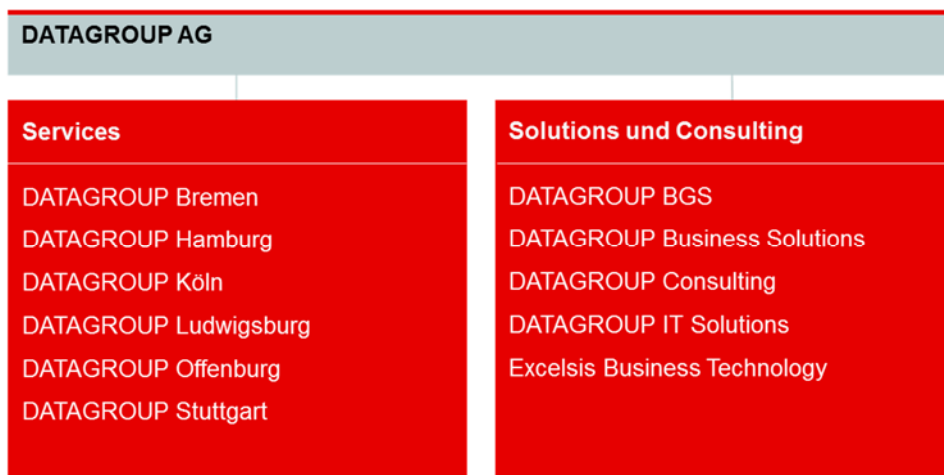 DATAGROUP AG
Services
DATAGROUP Bremen
DATAGROUP Hamburg
DATAGROUP Köln
DATAGROUP Ludwigsburg
DATAGROUP Offenburg
DATAGROUP Stuttgart
Solutions und Consulting
DATAGROUP BGS
DATAGROUP Business Solutions
DATAGROUP Consulting
DATAGROUP IT Solutions
Excelsis Business Technology